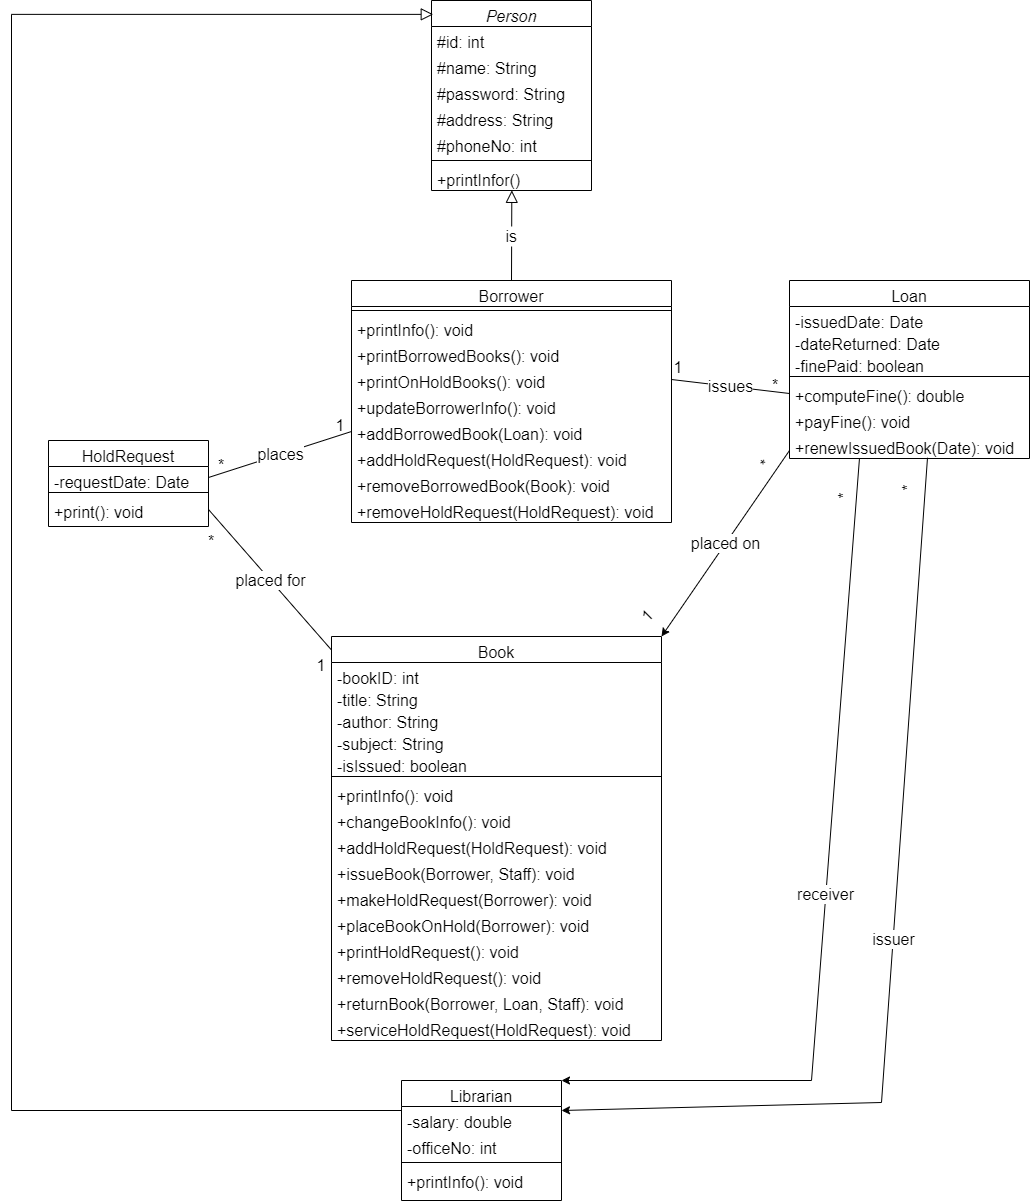 Person
#id: int
#name: String
#password: String
#address: String
#phoneNo: int
+printInfor()
is
Borrower
+printInfo(): void
+printBorrowedBooks(): void
+printOnHoldBooks(): void
+updateBorrowerInfo(): void
+addBorrowedBook(Loan): void
+addHoldRequest(HoldRequest): void
+removeBorrowedBook(Book): void
+removeHoldRequest(HoldRequest): void
Loan
-issuedDate: Date
-dateReturned: Date
-finePaid: boolean
+computeFine(): double
+payFine(): void
+renewIssuedBook(Date): void
1
issues
*
1
places
*
HoldRequest
-requestDate: Date
+print(): void
*
placed for
1
*
placed on
1
*
*
Book
-bookID: int
-title: String
-author: String
-subject: String
-isIssued: boolean
+printInfo(): void
+changeBookInfo(): void
+addHoldRequest(HoldRequest): void
+issueBook(Borrower, Staff): void
+makeHoldRequest(Borrower): void
+placeBookOnHold(Borrower): void
+printHoldRequest(): void
+removeHoldRequest(): void
+returnBook(Borrower, Loan, Staff): void
+serviceHoldRequest(HoldRequest): void
receiver
issuer
Librarian
-salary: double
-officeNo: int
+printInfo(): void